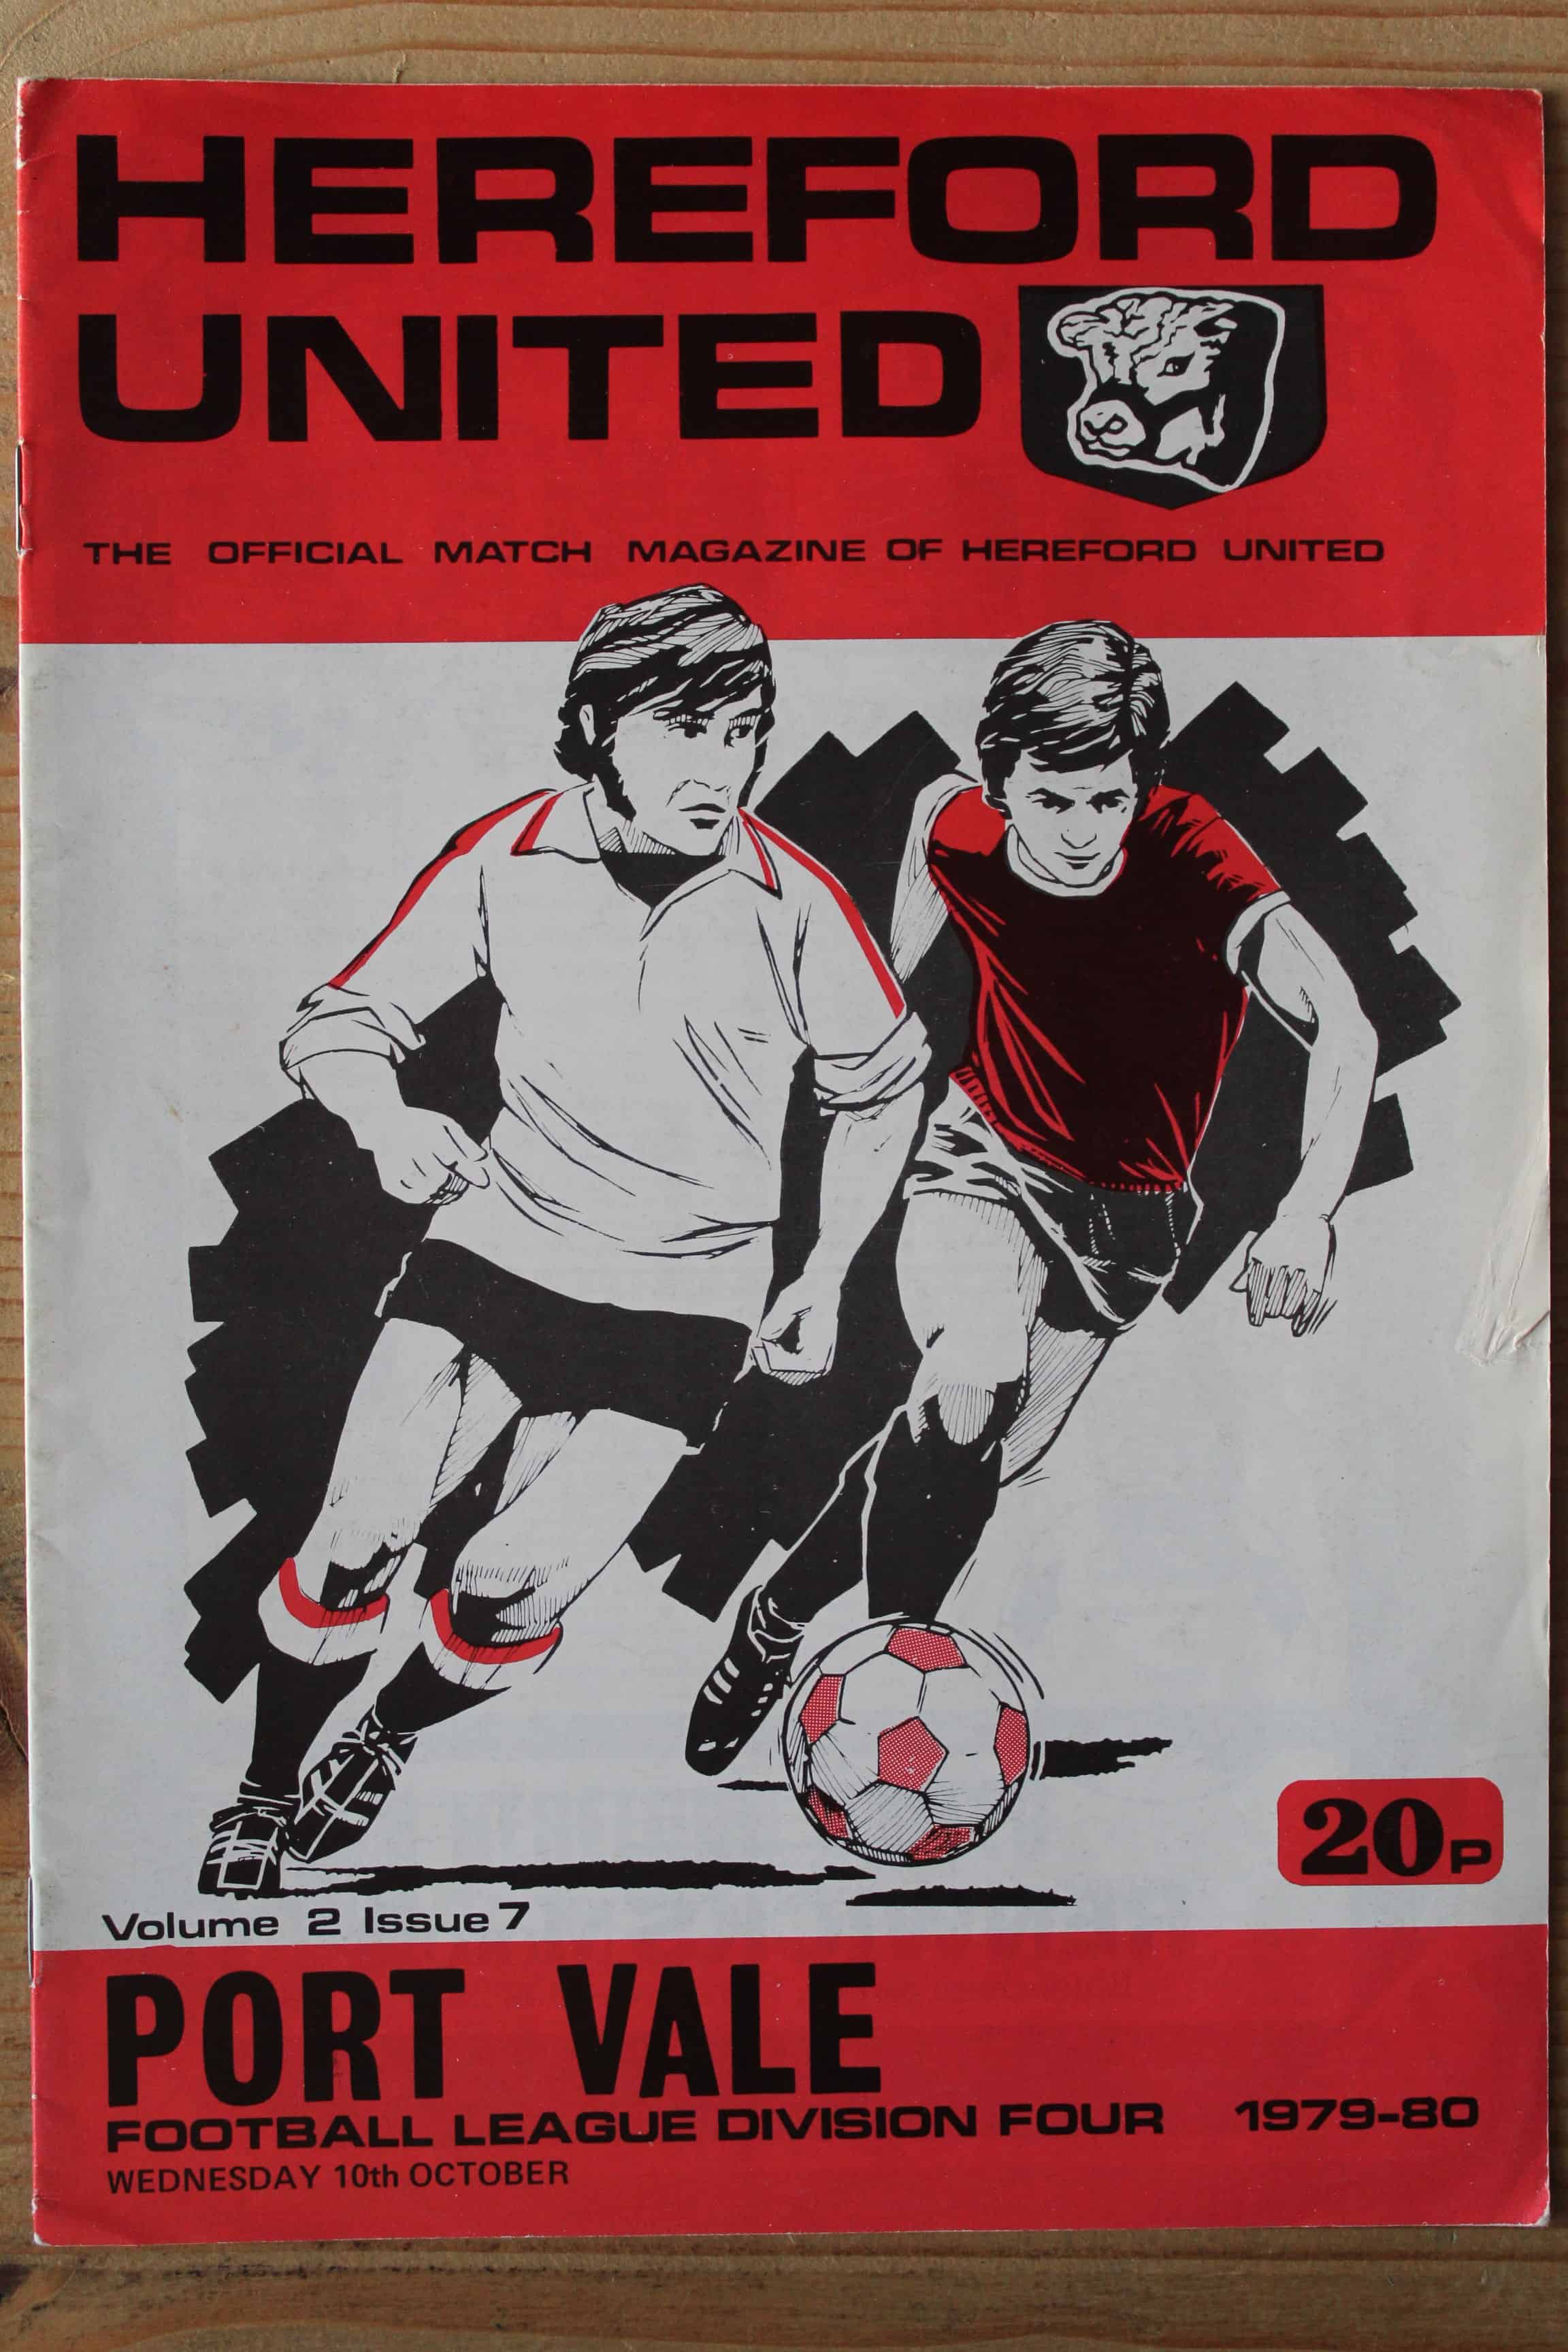 HEREFORD
UNITED
THE OFFICIAL MATCH MAGAZINE OF HEREFORD UNITED
20p
Volume 2 Issue 7
PORT VALE
FOOTBALL LEAGUE DIVISION FOUR 1979-80
WEDNESDAY 10th OCTOBER